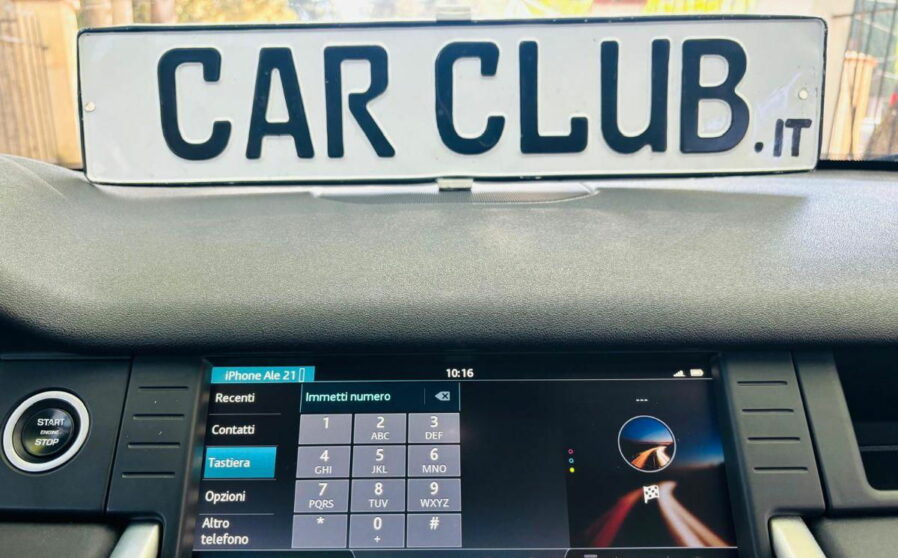 CAR CLUB.IT
iPhone Ale 21
10:16
Recenti
Immetti numero
Contatti
Tastiera
Opzioni
Altro
telefono
1
2
ABC
3
DEF
4
GHI
5
JKL
6
MNO
7
PQRS
8
TUV
9
WXYZ
*
0
+
#
---
START
ENGINE
STOP